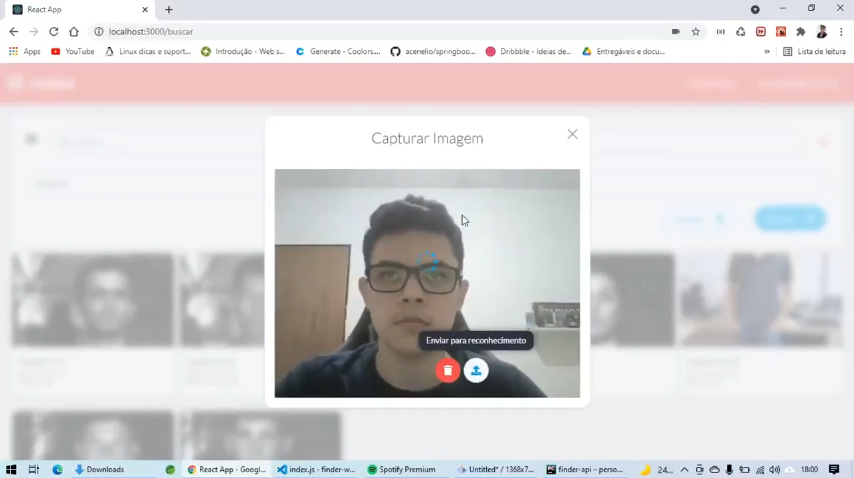 React App
localhost:3000/buscar
Apps YouTube Linux dicas e suport... Introdução - Web s... Generate - Coolors.... acenelio/springboo... Dribbble - Ideias de... Entregáveis e docu... » Lista de leitura
Capturar Imagem
Enviar para reconhecimento
Downloads React App - Googl... index.js - finder-w... Spotify Premium Untitled* / 1368x7... finder-api – perso... 24... 18:00